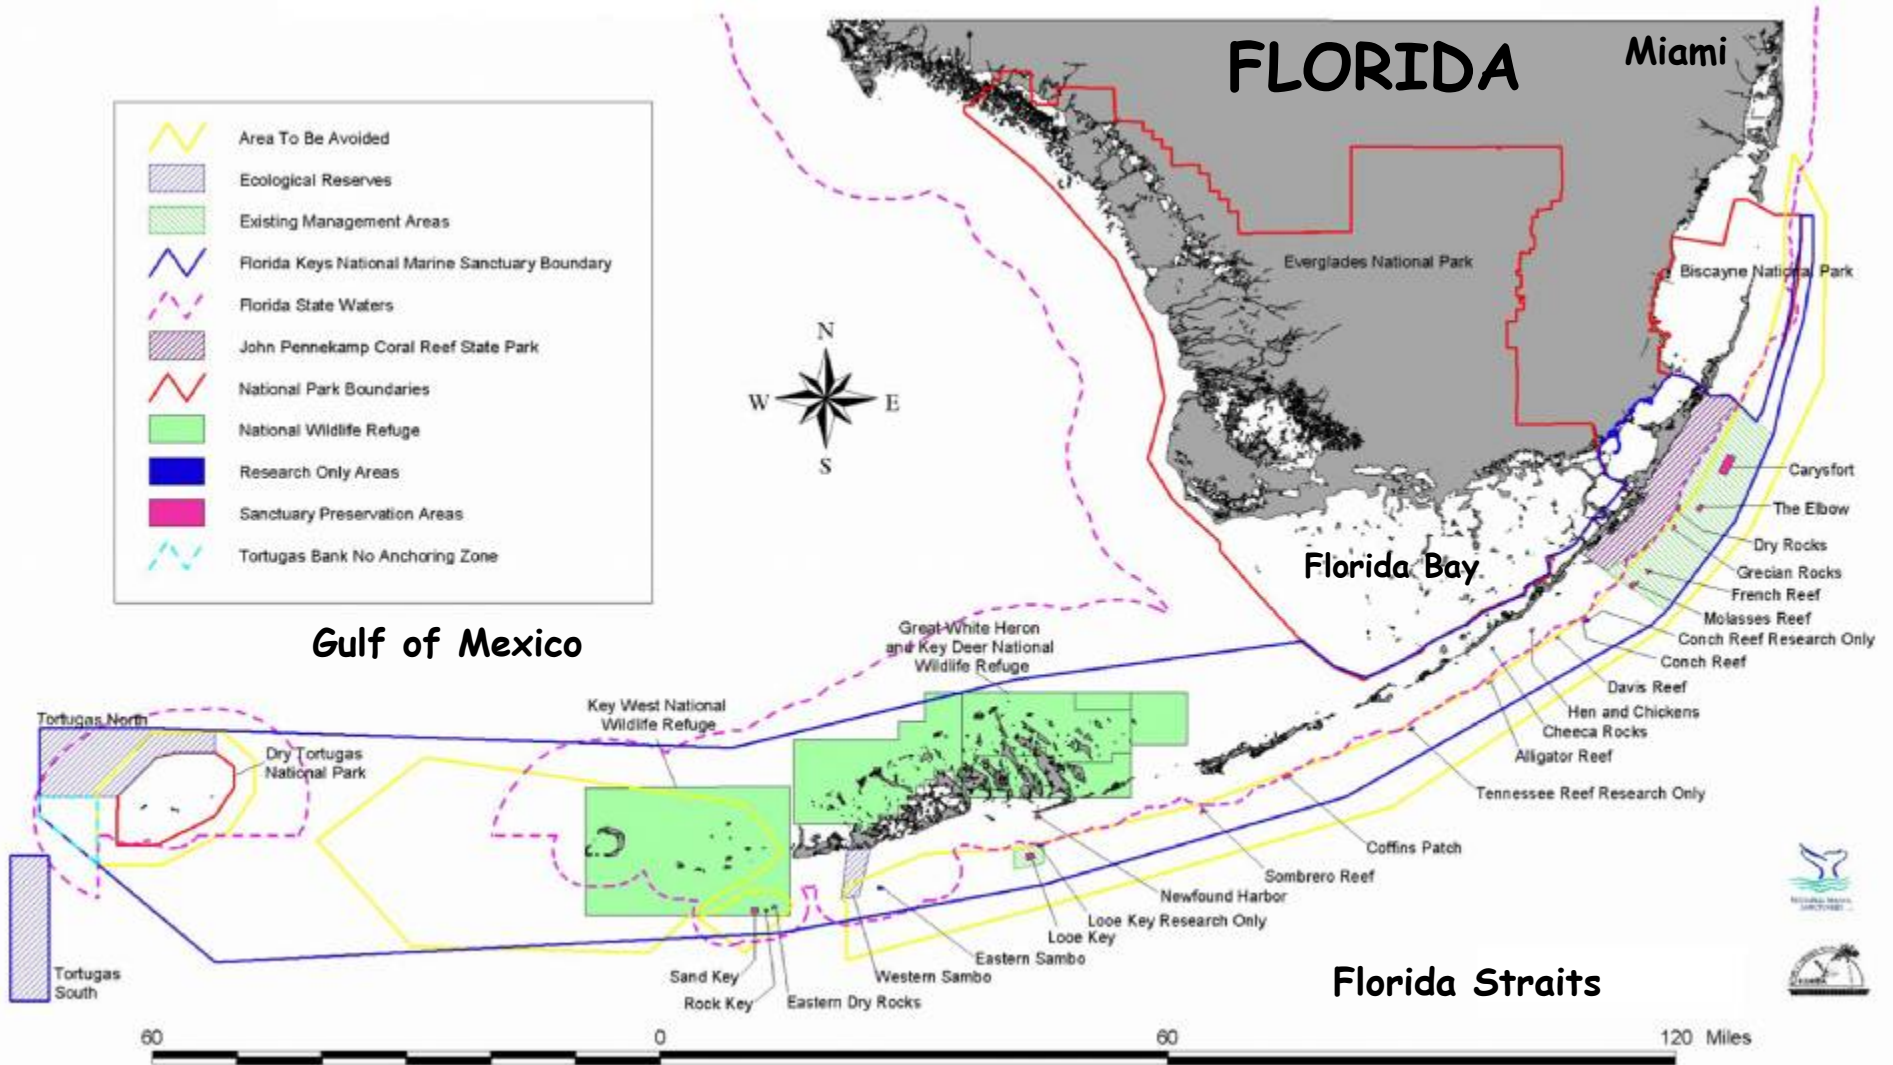 FLORIDA
Miami
Area To Be Avoided
Ecological Reserves
Existing Management Areas
Florida Keys National Marine Sanctuary Boundary
Florida State Waters
John Pennekamp Coral Reef State Park
National Park Boundaries
National Wildlife Refuge
Research Only Areas
Sanctuary Preservation Areas
Tortugas Bank No Anchoring Zone
Everglades National Park
Biscayne National Park
N
W
E
S
Carysfort
The Elbow
Dry Rocks
Grecian Rocks
French Reef
Molasses Reef
Conch Reef Research Only
Conch Reef
Davis Reef
Hen and Chickens
Cheeca Rocks
Alligator Reef
Tennessee Reef Research Only
Coffins Patch
Sombrero Reef
Newfound Harbor
Looe Key Research Only
Looe Key
Eastern Sambo
Western Sambo
Eastern Dry Rocks
Rock Key
Sand Key
Florida Bay
Gulf of Mexico
Great White Heron
and Key Deer National
Wildlife Refuge
Key West National
Wildlife Refuge
Tortugas North
Dry Tortugas
National Park
Tortugas
South
Florida Straits
60
0
60
120 Miles